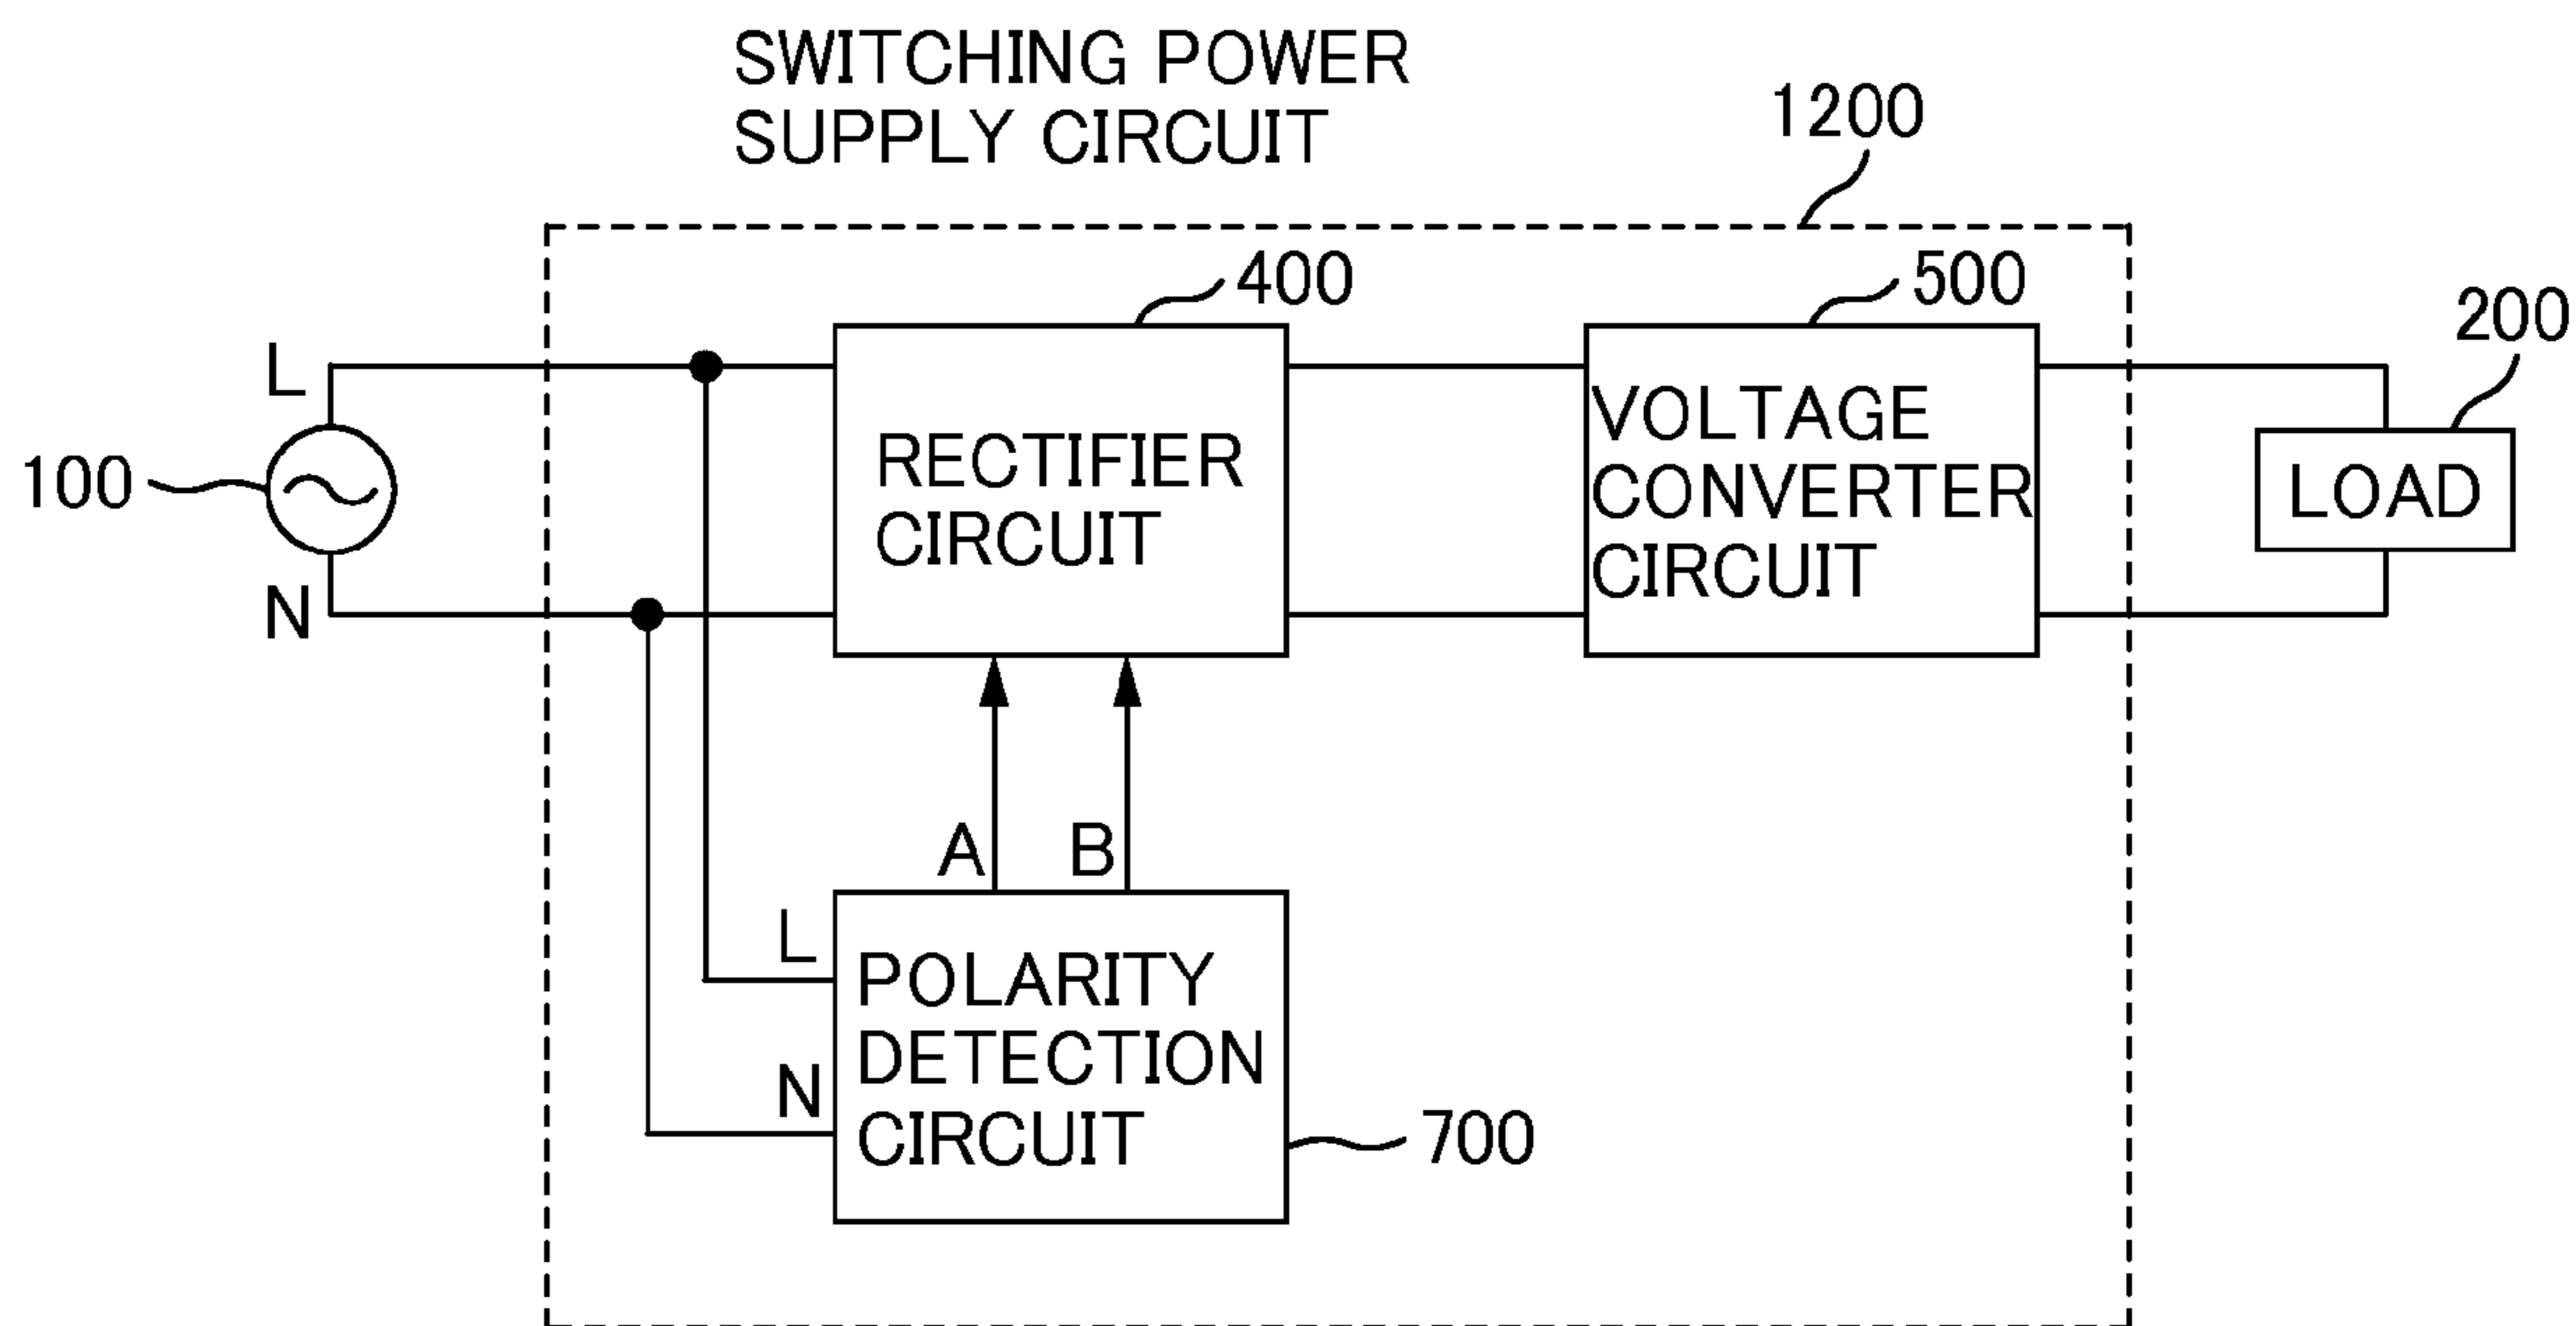 SWITCHING POWER
SUPPLY CIRCUIT
1200
400
500
200
L
100
N
RECTIFIER
CIRCUIT
VOLTAGE
CONVERTER
CIRCUIT
LOAD
A
B
L
N
POLARITY
DETECTION
CIRCUIT
700